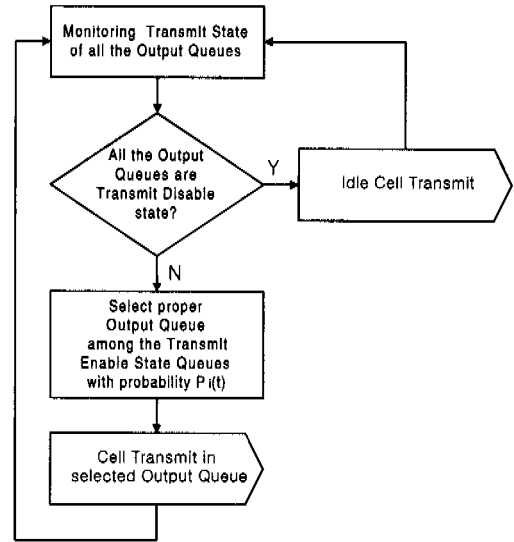 Monitoring Transmit State
of all the Output Queues
All the Output
Queues are
Transmit Disable
state?
Y
Idle Cell Transmit
N
Select proper
Output Queue
among the Transmit
Enable State Queues
with probability Pi(t)
Cell Transmit in
selected Output Queue